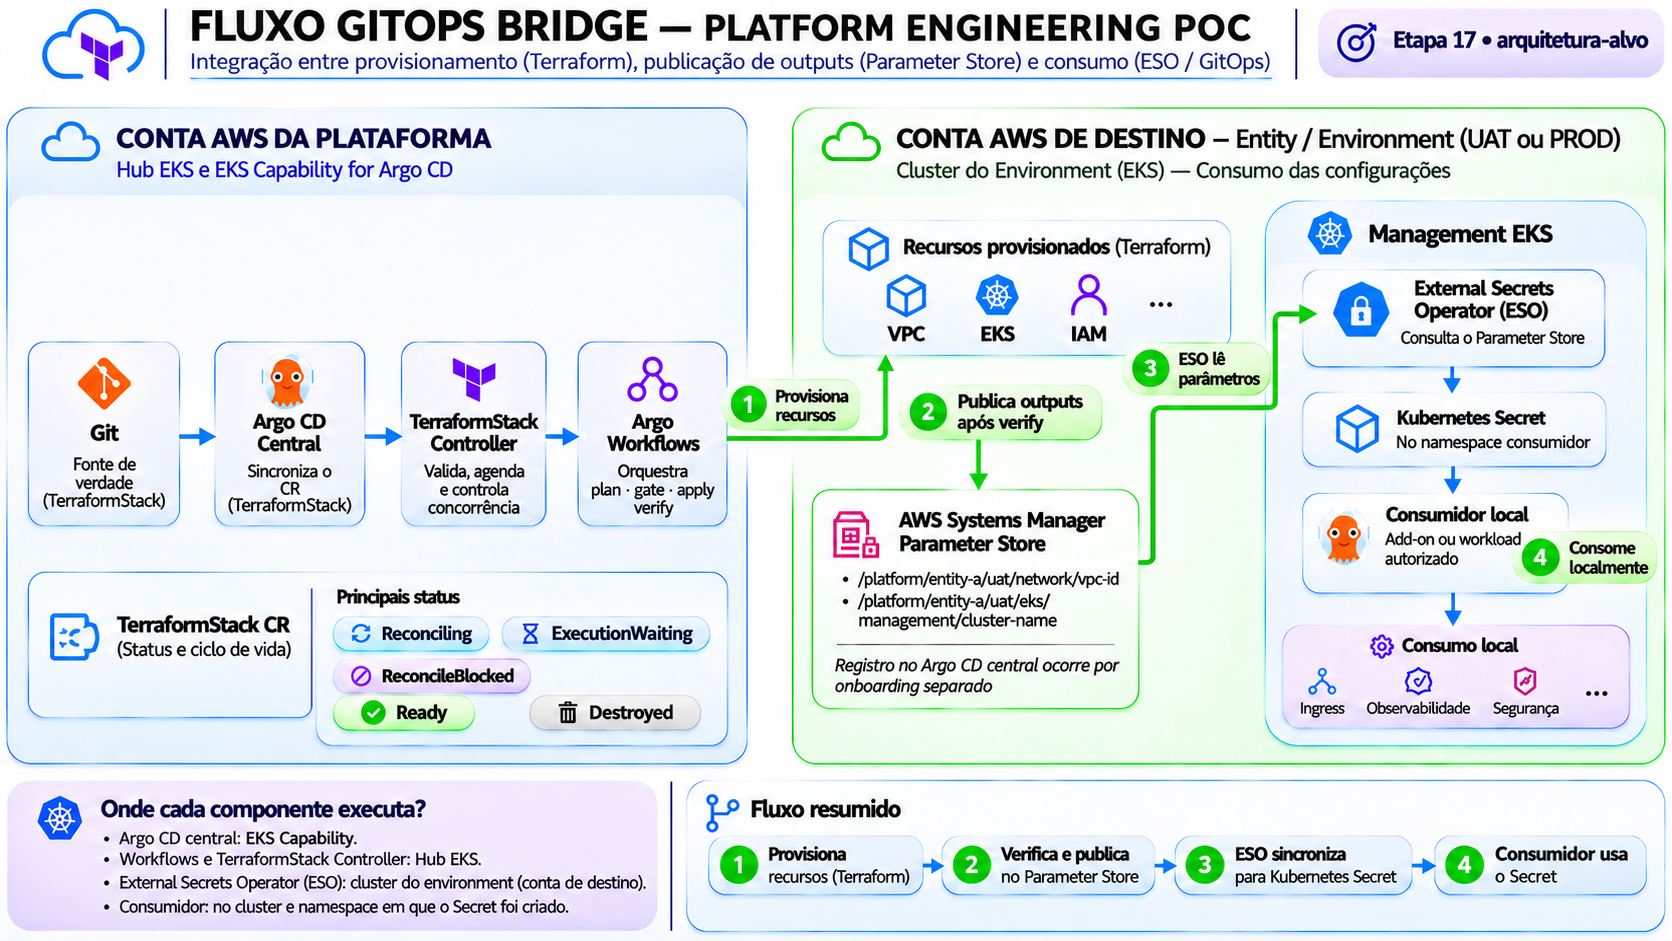 FLUXO GITOPS BRIDGE — PLATFORM ENGINEERING POC
Integração entre provisionamento (Terraform), publicação de outputs (Parameter Store) e consumo (ESO / GitOps)
Etapa 17 • arquitetura-alvo
CONTA AWS DA PLATAFORMA
Hub EKS e EKS Capability for Argo CD
Git
Fonte de
verdade
(TerraformStack)
Argo CD
Central
Sincroniza o
CR
(TerraformStack)
TerraformStack
Controller
Valida, agenda
e controla
concorrência
Argo
Workflows
Orquestra
plan · gate · apply
verify
TerraformStack CR
(Status e ciclo de vida)
Principais status
Reconciling
ExecutionWaiting
ReconcileBlocked
Ready
Destroyed
CONTA AWS DE DESTINO – Entity / Environment (UAT ou PROD)
Cluster do Environment (EKS) — Consumo das configurações
Recursos provisionados (Terraform)
VPC
EKS
IAM
...
1 Provisiona
recursos
2 Publica outputs
após verify
3 ESO lê
parâmetros
AWS Systems Manager
Parameter Store
• /platform/entity-a/uat/network/vpc-id
• /platform/entity-a/uat/eks/
management/cluster-name
Registro no Argo CD central ocorre por
onboarding separado
Management EKS
External Secrets
Operator (ESO)
Consulta o Parameter Store
Kubernetes Secret
No namespace consumidor
Consumidor local
Add-on ou workload
autorizado
4 Consome
localmente
Consumo local
Ingress
Observabilidade
Segurança
...
Onde cada componente executa?
• Argo CD central: EKS Capability.
• Workflows e TerraformStack Controller: Hub EKS.
• External Secrets Operator (ESO): cluster do environment (conta de destino).
• Consumidor: no cluster e namespace em que o Secret foi criado.
Fluxo resumido
1 Provisiona
recursos (Terraform)
2 Verifica e publica
no Parameter Store
3 ESO sincroniza
para Kubernetes Secret
4 Consumidor usa
o Secret